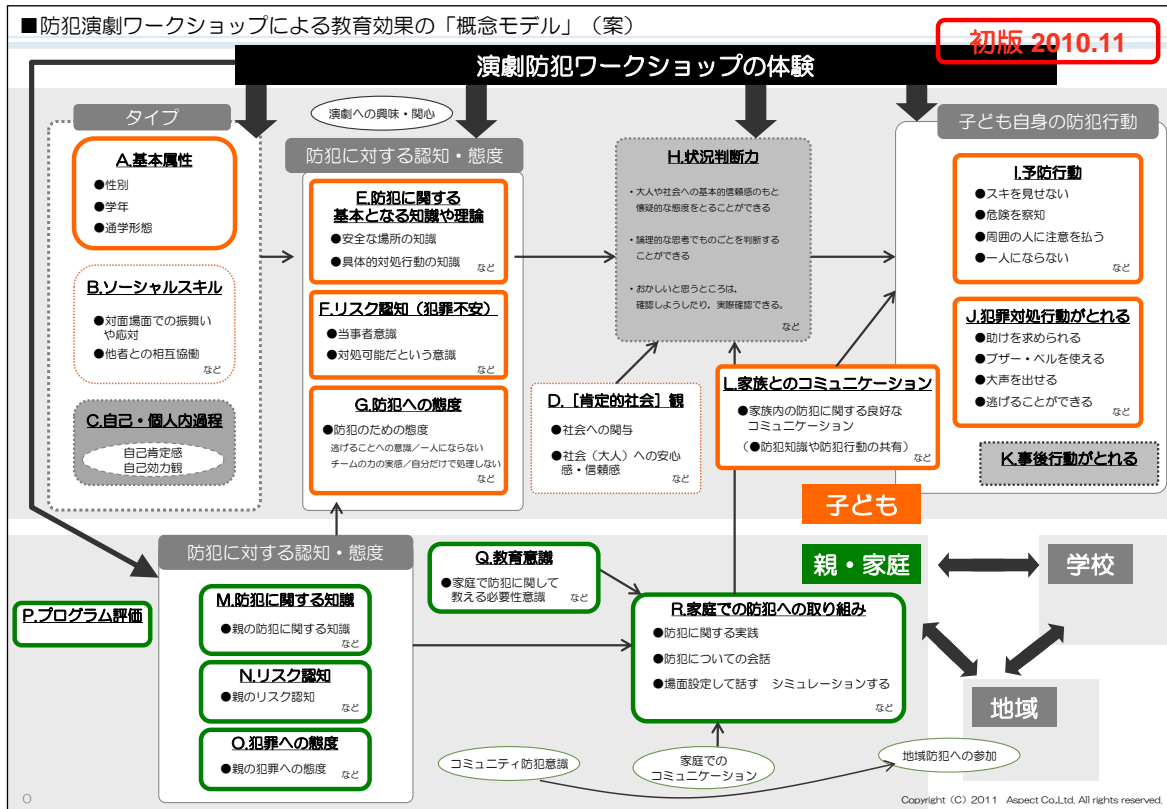 ■防犯演劇ワークショップによる教育効果の「概念モデル」（案）
初版 2010.11
演劇防犯ワークショップの体験
タイプ
A.基本属性
●性別
●学年
●通学形態
B.ソーシャルスキル
●対面場面での振舞い
や応対
●他者との相互協働
など
C.自己・個人内過程
自己肯定感
自己効力観
演劇への興味・関心
防犯に対する認知・態度
E.防犯に関する
基本となる知識や理論
●安全な場所の知識
●具体的対処行動の知識
など
F.リスク認知（犯罪不安）
●当事者意識
●対処可能だという意識
など
G.防犯への態度
●防犯のための態度
逃げることへの意識／一人にならない
チームの力の実感／自分だけで処理しない
など
H.状況判断力
・大人や社会への基本的信頼感のもと
懐疑的な態度をとることができる
・論理的な思考でものごとを判断する
ことができる
・おかしいと思うところは，
確認しようしたり，実際確認できる。
など
D.［肯定的社会］観
●社会への関与
●社会（大人）への安心
感・信頼感
など
L.家族とのコミュニケーション
●家族内の防犯に関する良好な
コミュニケーション
（●防犯知識や防犯行動の共有）
など
子ども自身の防犯行動
I.予防行動
●スキを見せない
●危険を察知
●周囲の人に注意を払う
●一人にならない
など
J.犯罪対処行動がとれる
●助けを求められる
●ブザー・ベルを使える
●大声を出せる
●逃げることができる
など
K.事後行動がとれる
子ども
防犯に対する認知・態度
M.防犯に関する知識
●親の防犯に関する知識
など
N.リスク認知
●親のリスク認知
など
O.犯罪への態度
●親の犯罪への態度
など
P.プログラム評価
Q.教育意識
●家庭で防犯に関して
教える必要性意識
など
親・家庭
R.家庭での防犯への取り組み
●防犯に関する実践
●防犯についての会話
●場面設定して話す シミュレーションする
など
学校
地域
コミュニティ防犯意識
家庭での
コミュニケーション
地域防犯への参加
0
Copyright (C) 2011 Aspect Co.,Ltd. All rights reserved.